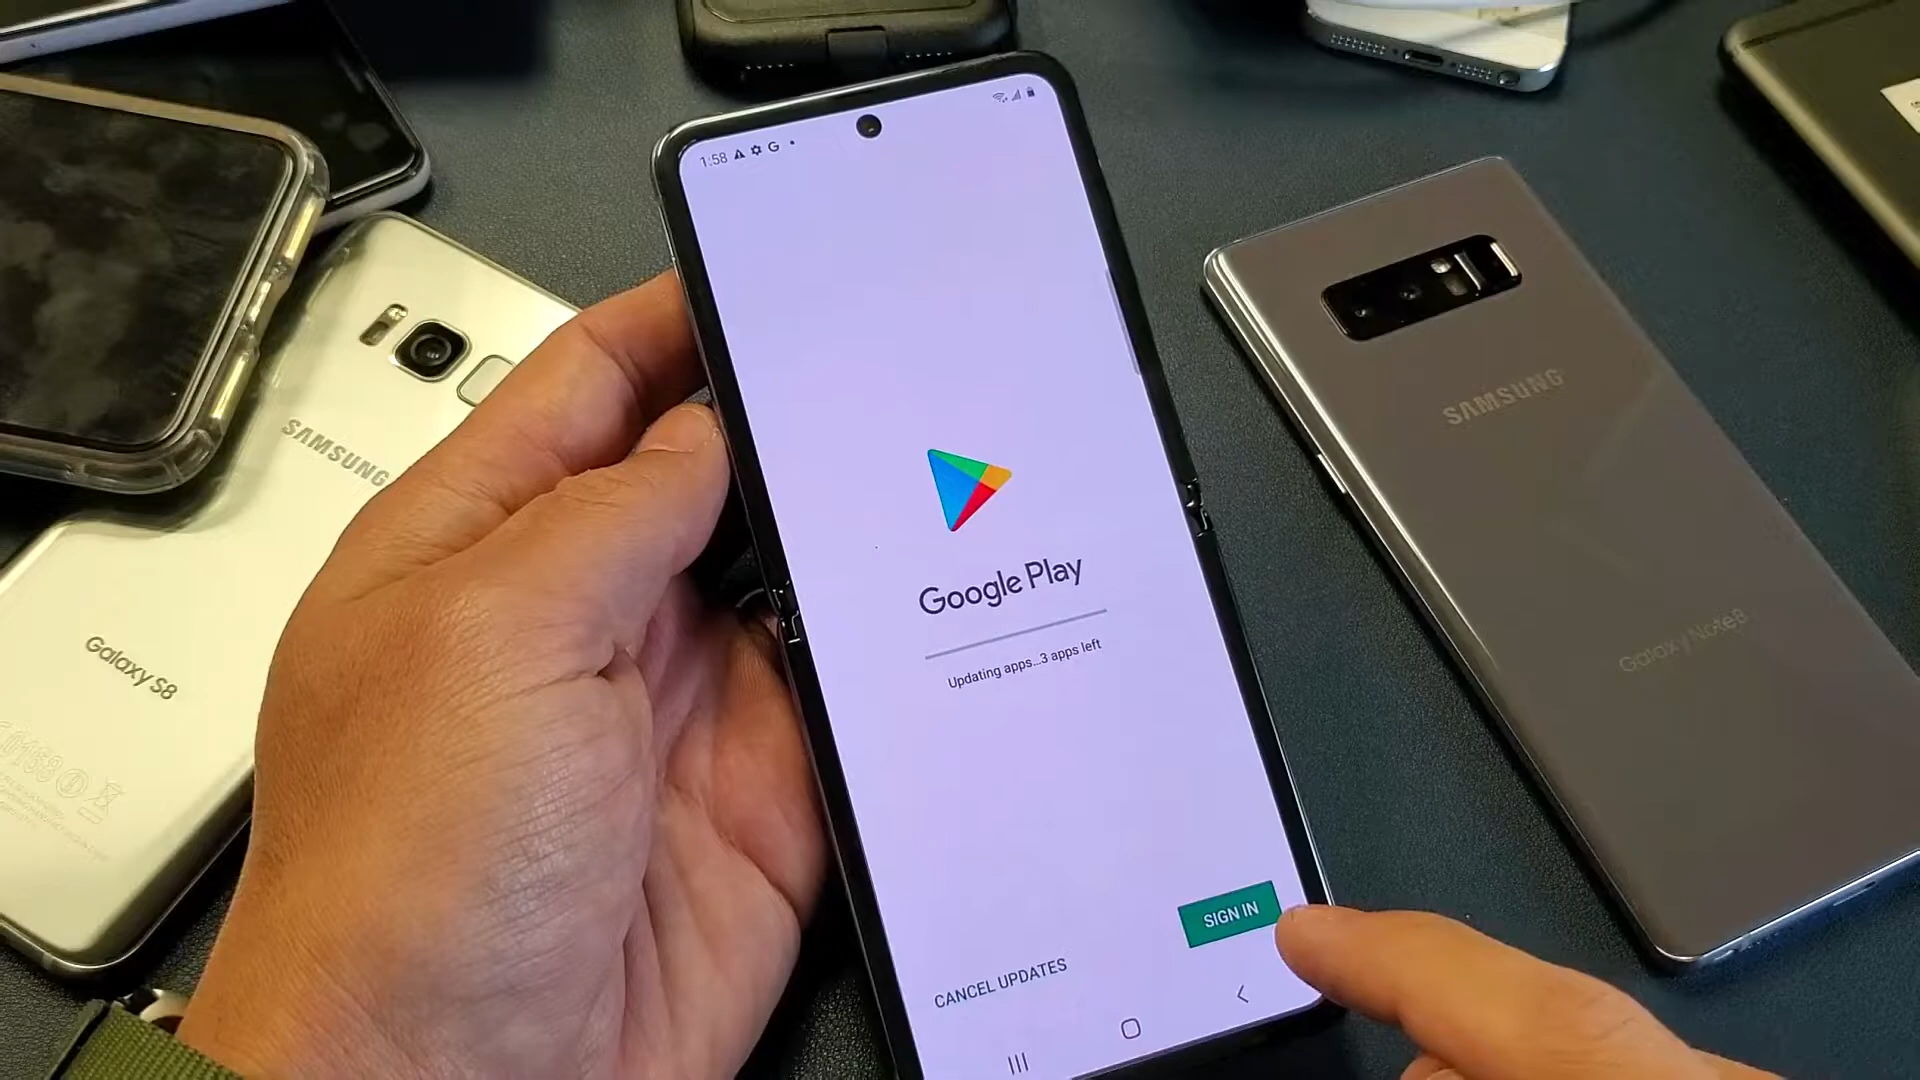 1:58
Google Play
Updating apps...3 apps left
SIGN IN
CANCEL UPDATES
SAMSUNG
Galaxy S8
SAMSUNG
Galaxy Note8